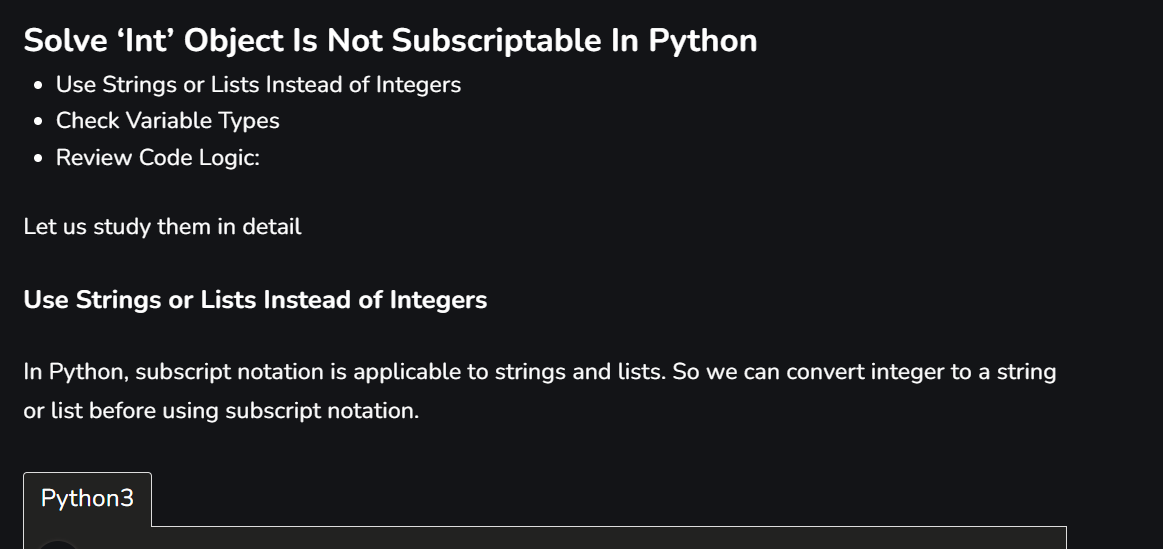 Solve ‘Int’ Object Is Not Subscriptable In Python
• Use Strings or Lists Instead of Integers
• Check Variable Types
• Review Code Logic:
Let us study them in detail
Use Strings or Lists Instead of Integers
In Python, subscript notation is applicable to strings and lists. So we can convert integer to a string
or list before using subscript notation.
Python3